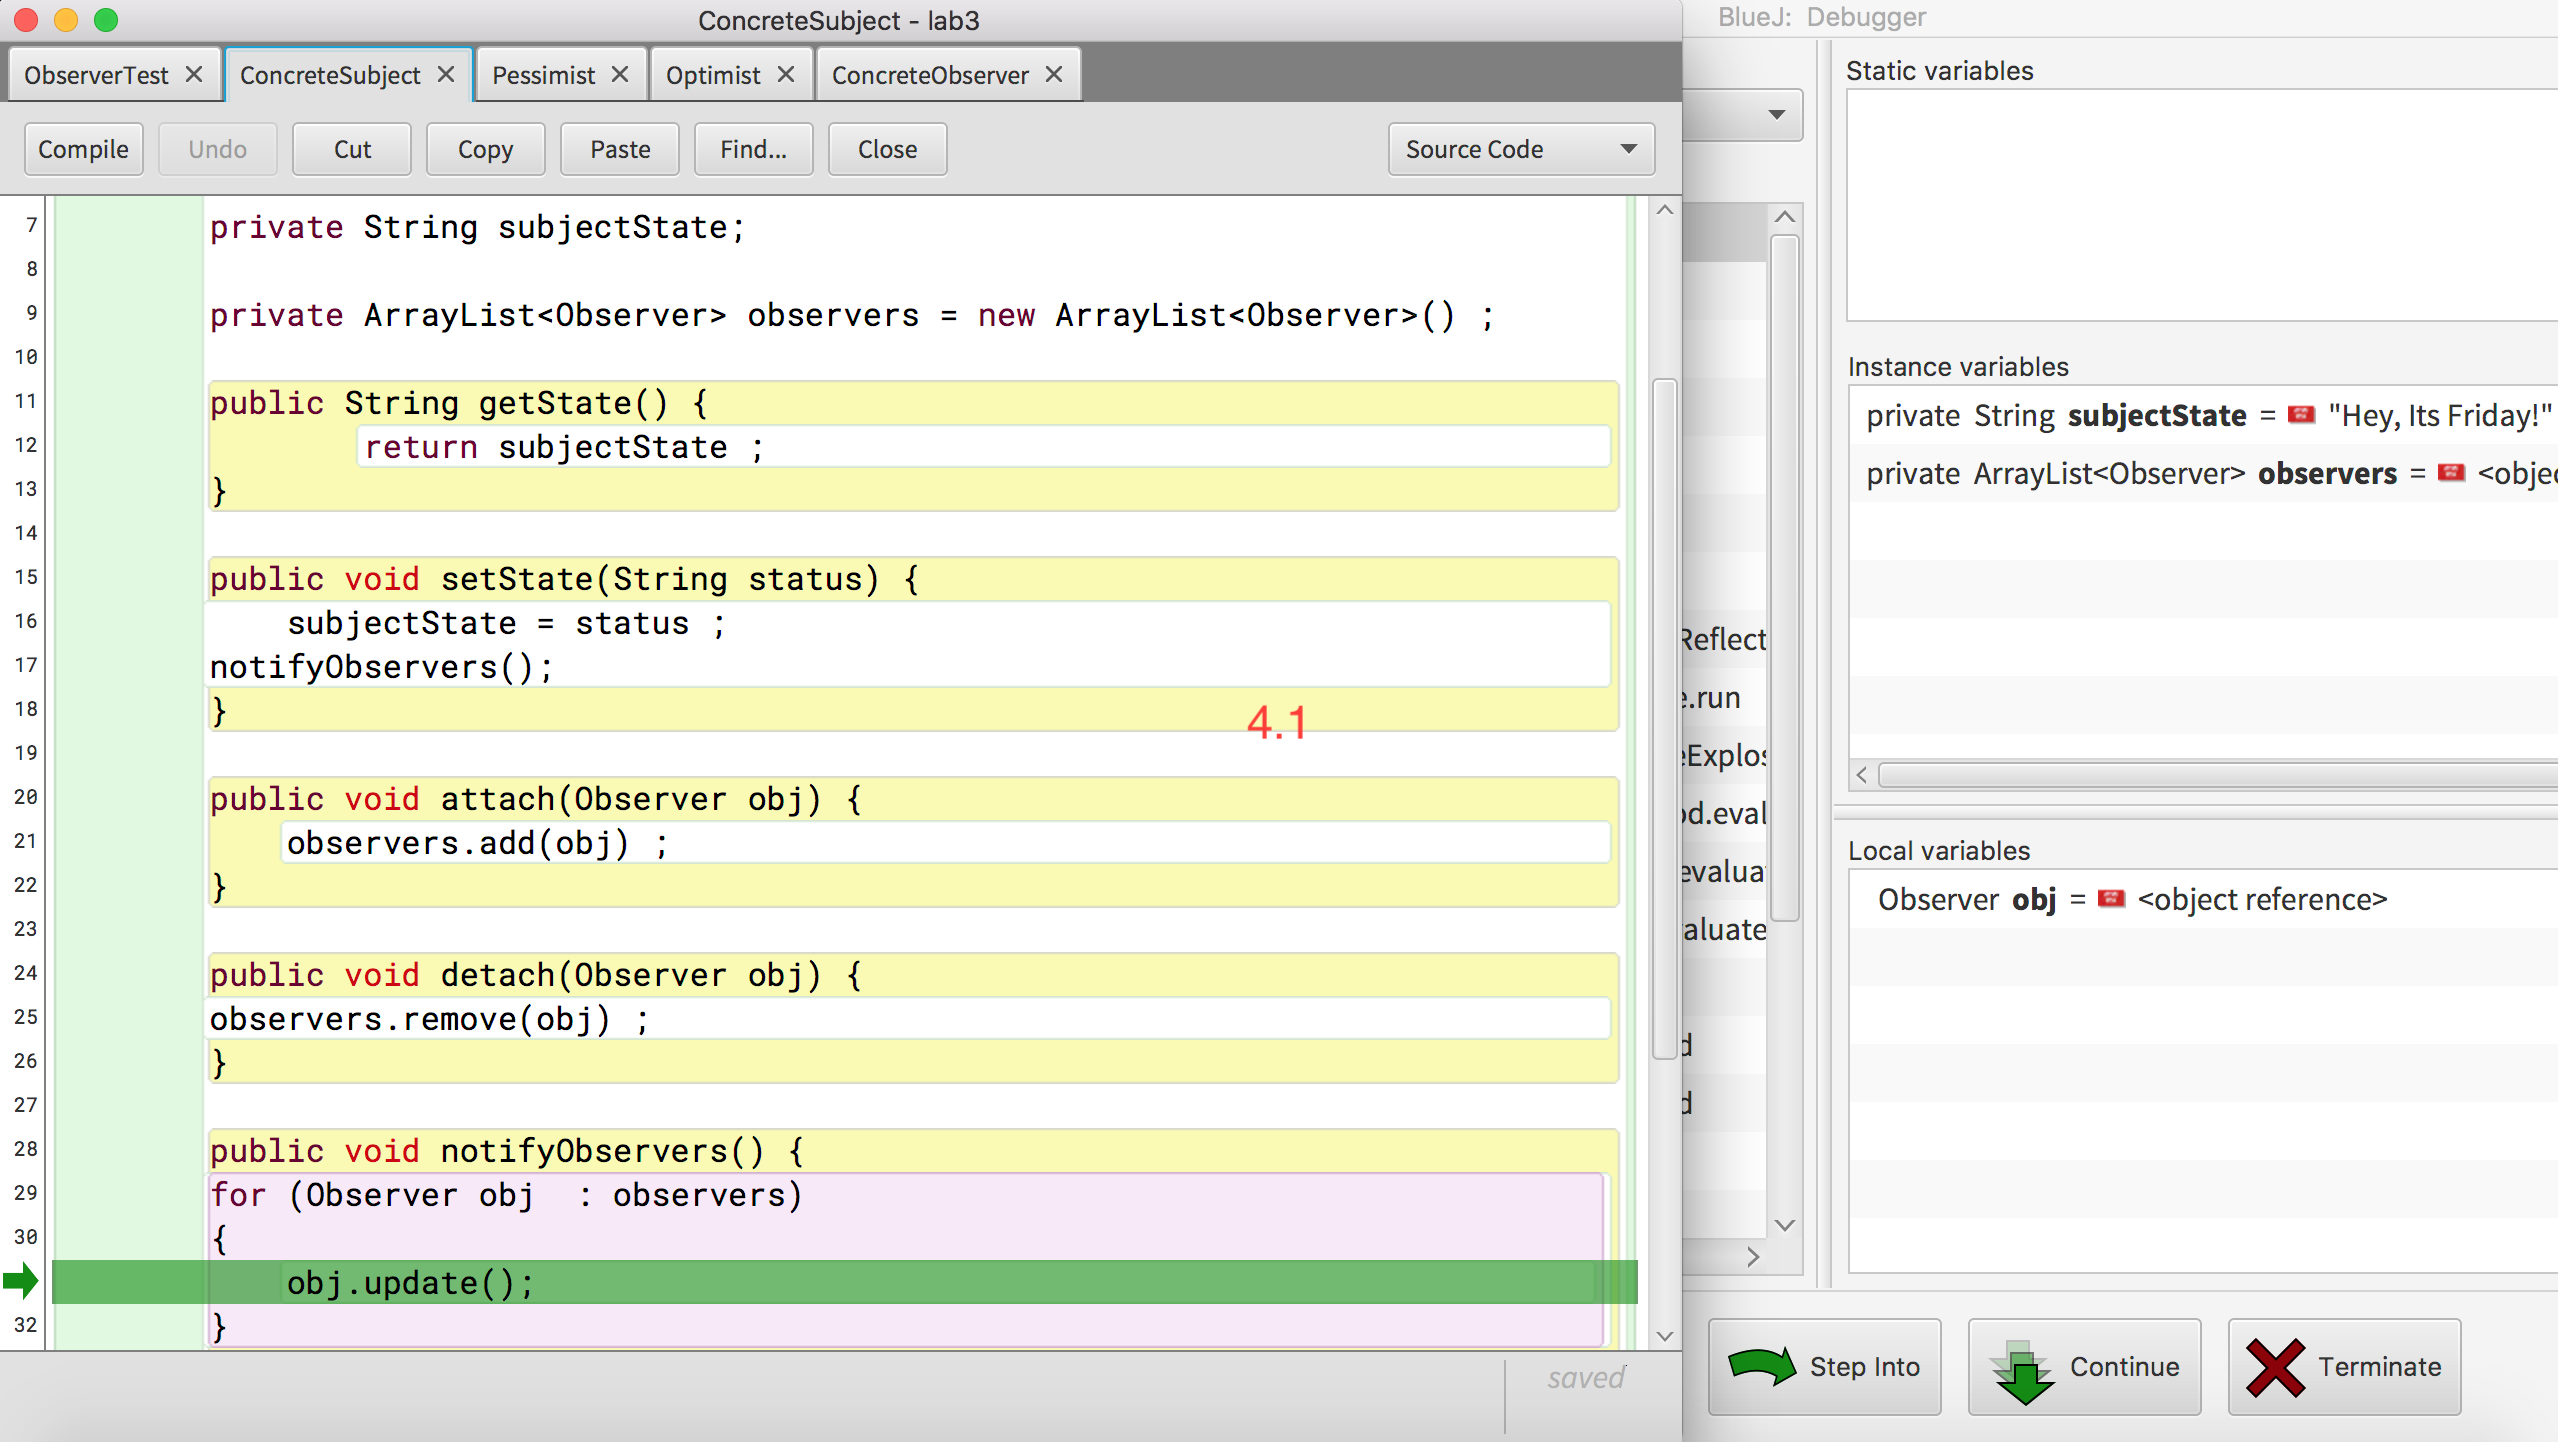 ConcreteSubject - lab3
ObserverTest
ConcreteSubject
Pessimist
Optimist
ConcreteObserver
Compile
Undo
Cut
Copy
Paste
Find...
Close
Source Code
7 private String subjectState;
8
9 private ArrayList<Observer> observers = new ArrayList<Observer>() ;
10
11 public String getState() {
12 return subjectState ;
13 }
14
15 public void setState(String status) {
16 subjectState = status ;
17 notifyObservers();
18 }
4.1
19
20 public void attach(Observer obj) {
21 observers.add(obj) ;
22 }
23
24 public void detach(Observer obj) {
25 observers.remove(obj) ;
26 }
27
28 public void notifyObservers() {
29 for (Observer obj  : observers)
30 {
obj.update();
32 }
saved
BlueJ: Debugger
Reflect
e.run
eExplos
od.eval
evalua
aluate
d
d
Static variables
Instance variables
private String subjectState = "Hey, Its Friday!"
private ArrayList<Observer> observers = <objec
Local variables
Observer obj = <object reference>
Step Into
Continue
Terminate